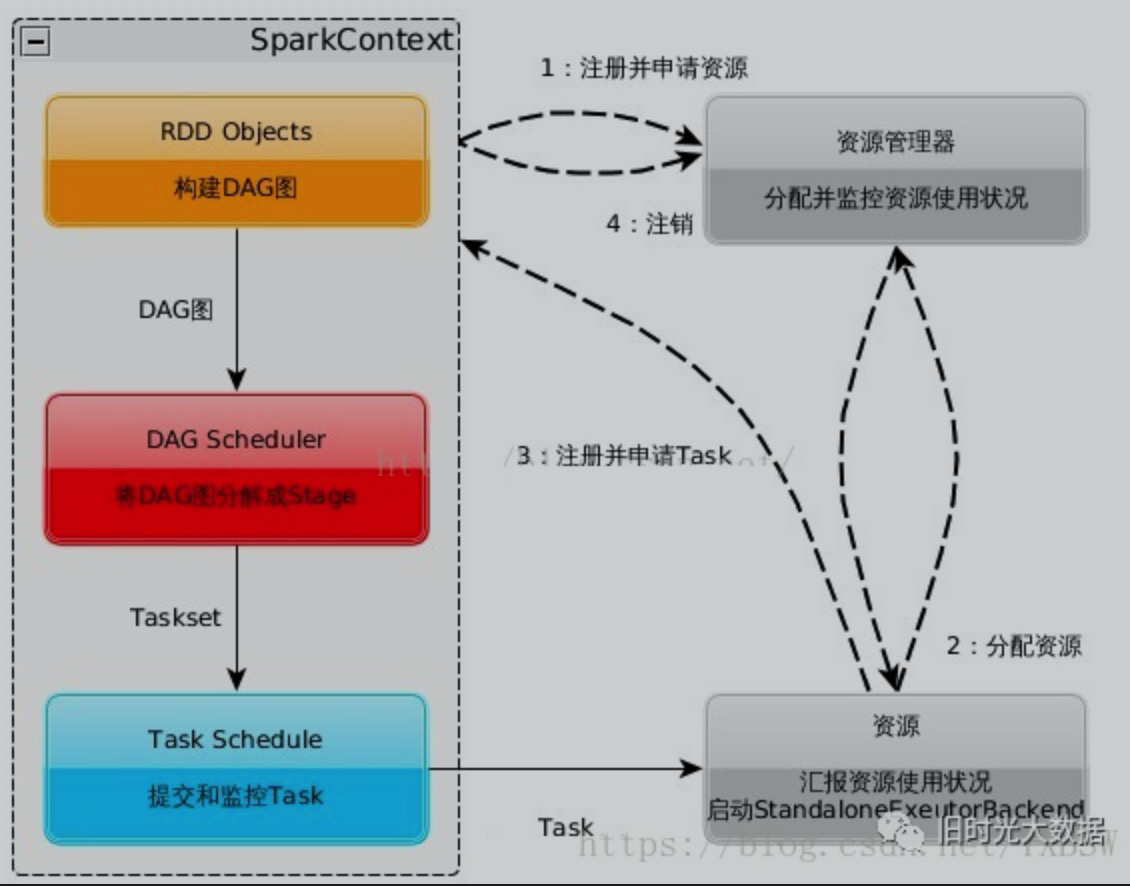 SparkContext
1：注册并申请资源
RDD Objects
构建DAG图
资源管理器
分配并监控资源使用状况
4：注销
DAG图
DAG Scheduler
将DAG图分解成Stage
3：注册并申请Task
Taskset
2：分配资源
Task Schedule
提交和监控Task
资源
汇报资源使用状况
启动StandaloneExeutorBackend
Task
旧时光大数据